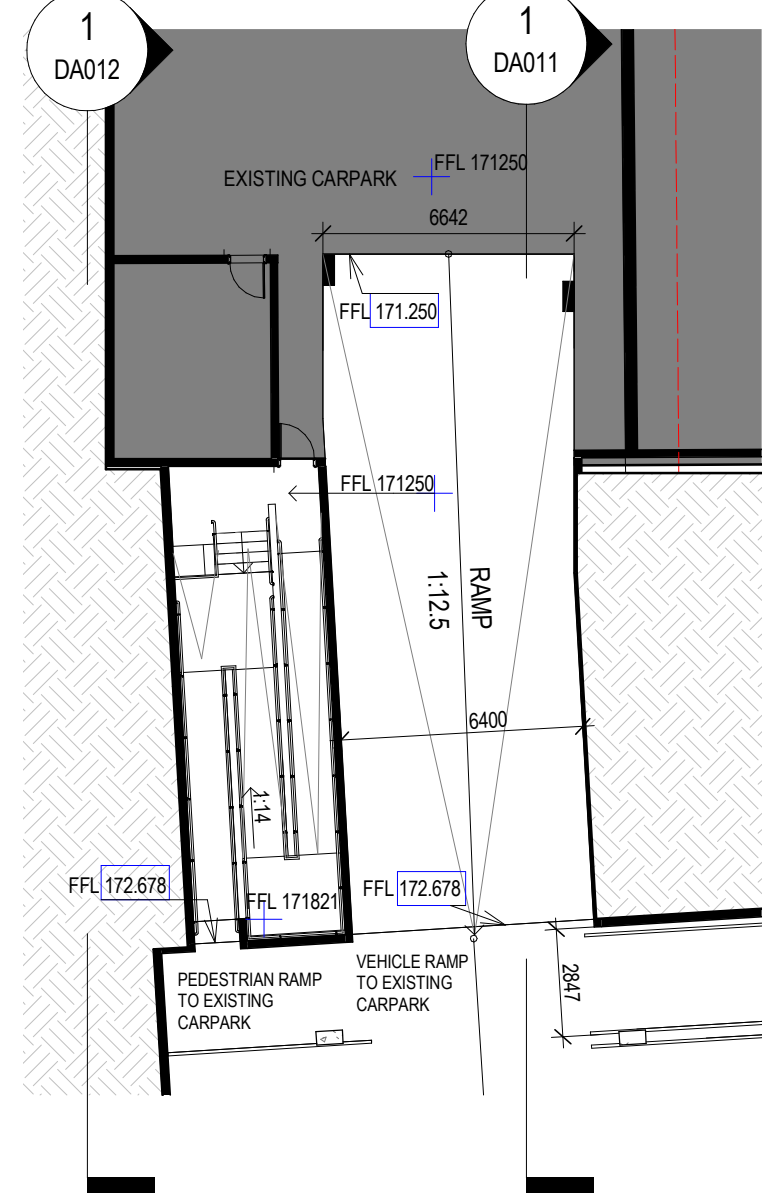 1
DA012
1
DA011
FFL 171250
EXISTING CARPARK
6642
FFL 171.250
FFL 171250
RAMP
1:12.5
6400
1:14
FFL 172.678
FFL 171821
FFL 172.678
PEDESTRIAN RAMP
TO EXISTING
CARPARK
VEHICLE RAMP
TO EXISTING
CARPARK
2847